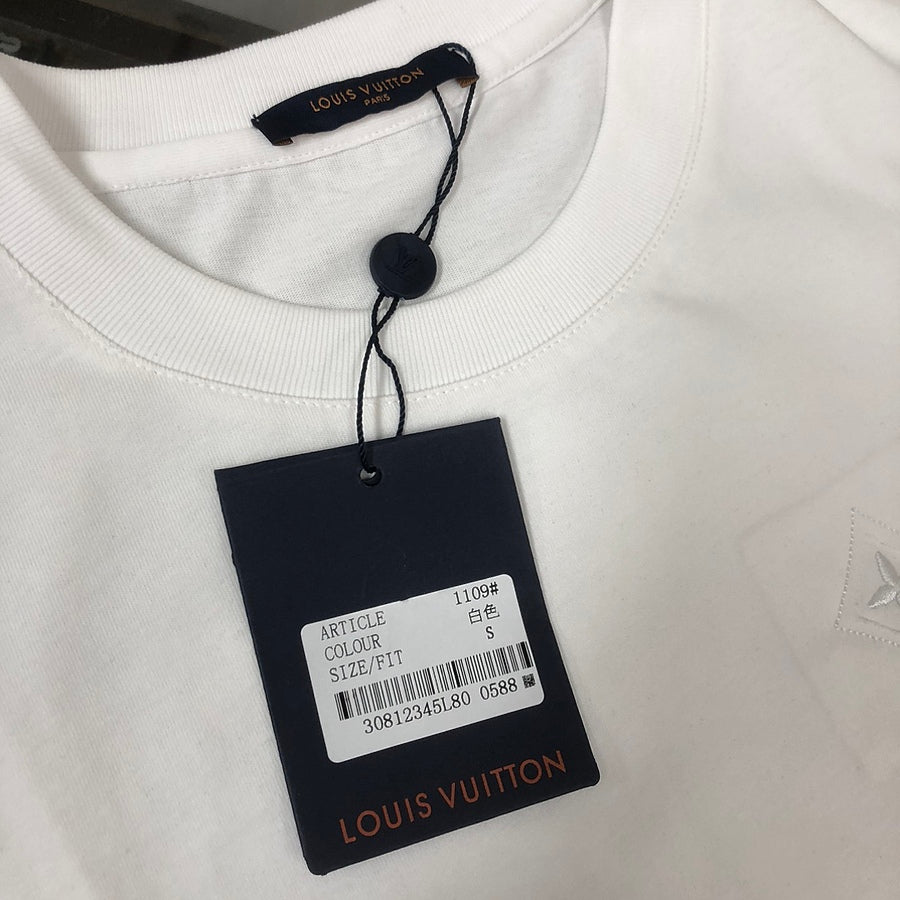 LOUIS VUITTON
PARIS
ARTICLE 1109#
COLOUR 白色
SIZE/FIT S
30812345L80 0588
LOUIS VUITTON